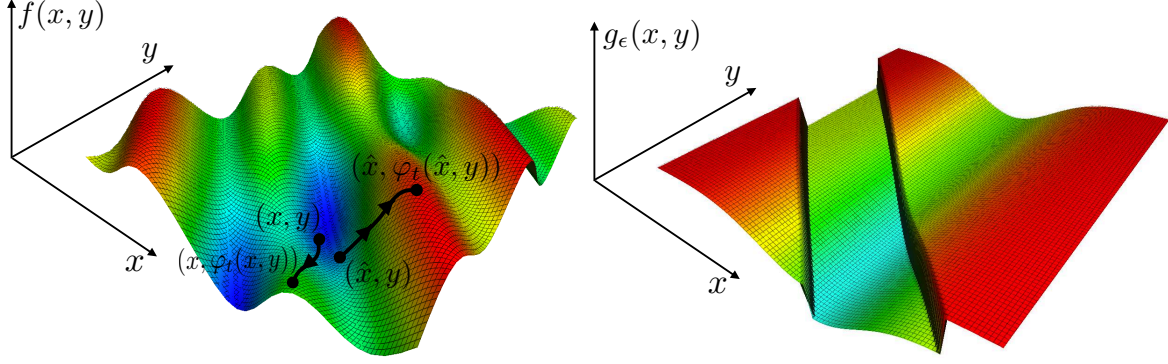 f(x, y)
y
(x̂, φ_t(x̂, y))
(x, y)
x
(x, φ_t(x, y))
(x̂, y)
g_ϵ(x, y)
y
x